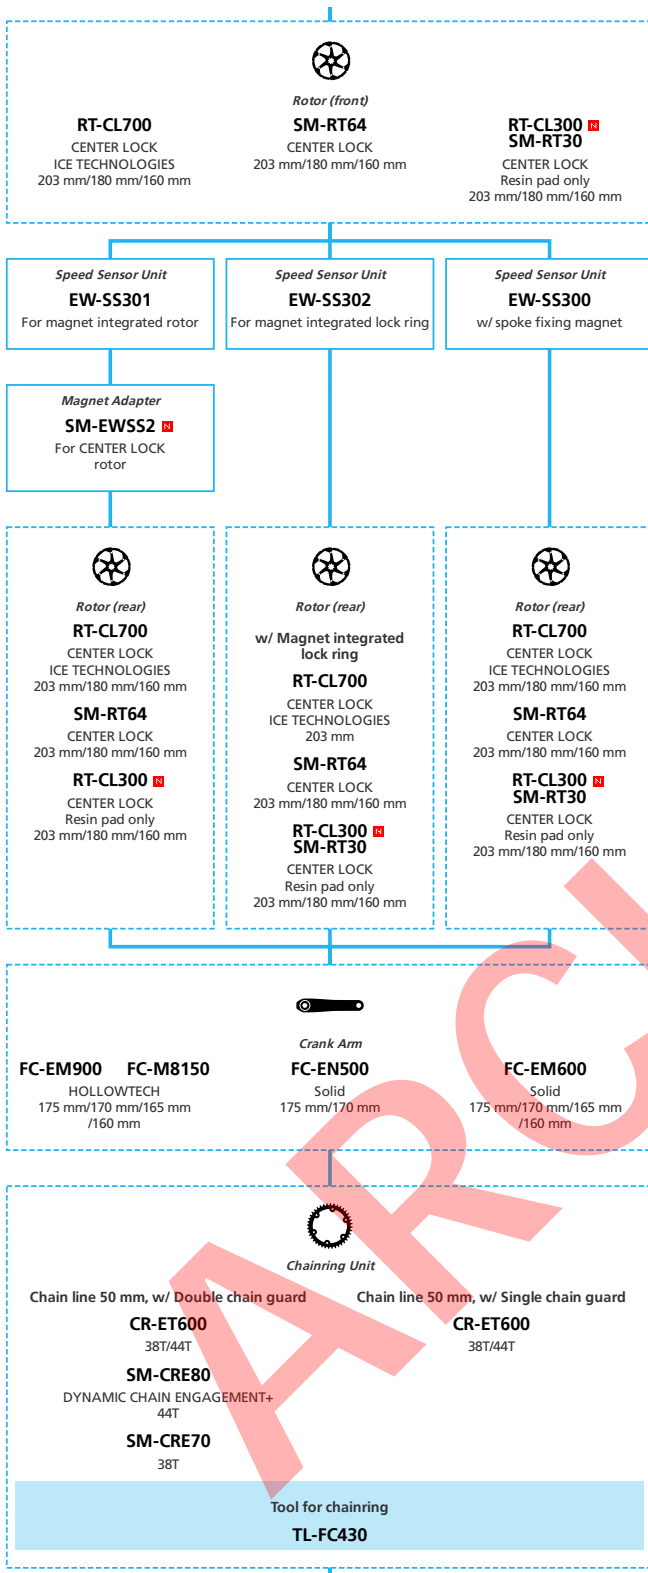 Rotor (front)
RT-CL700
CENTER LOCK
ICE TECHNOLOGIES
203 mm/180 mm/160 mm
SM-RT64
CENTER LOCK
203 mm/180 mm/160 mm
RT-CL300 N
SM-RT30
CENTER LOCK
Resin pad only
203 mm/180 mm/160 mm
Speed Sensor Unit
EW-SS301
For magnet integrated rotor
Speed Sensor Unit
EW-SS302
For magnet integrated lock ring
Speed Sensor Unit
EW-SS300
w/ spoke fixing magnet
Magnet Adapter
SM-EWSS2 N
For CENTER LOCK
rotor
Rotor (rear)
RT-CL700
CENTER LOCK
ICE TECHNOLOGIES
203 mm/180 mm/160 mm
SM-RT64
CENTER LOCK
203 mm/180 mm/160 mm
RT-CL300 N
CENTER LOCK
Resin pad only
203 mm/180 mm/160 mm
Rotor (rear)
w/ Magnet integrated
lock ring
RT-CL700
CENTER LOCK
ICE TECHNOLOGIES
203 mm
SM-RT64
CENTER LOCK
203 mm/180 mm/160 mm
RT-CL300 N
SM-RT30
CENTER LOCK
Resin pad only
203 mm/180 mm/160 mm
Rotor (rear)
RT-CL700
CENTER LOCK
ICE TECHNOLOGIES
203 mm/180 mm/160 mm
SM-RT64
CENTER LOCK
203 mm/180 mm/160 mm
RT-CL300 N
SM-RT30
CENTER LOCK
Resin pad only
203 mm/180 mm/160 mm
Crank Arm
FC-EM900 FC-M8150
HOLLOWTECH
175 mm/170 mm/165 mm
/160 mm
FC-EN500
Solid
175 mm/170 mm
FC-EM600
Solid
175 mm/170 mm/165 mm
/160 mm
Chainring Unit
Chain line 50 mm, w/ Double chain guard
CR-ET600
38T/44T
SM-CRE80
DYNAMIC CHAIN ENGAGEMENT+
44T
SM-CRE70
38T
Chain line 50 mm, w/ Single chain guard
CR-ET600
38T/44T
Tool for chainring
TL-FC430
ARC